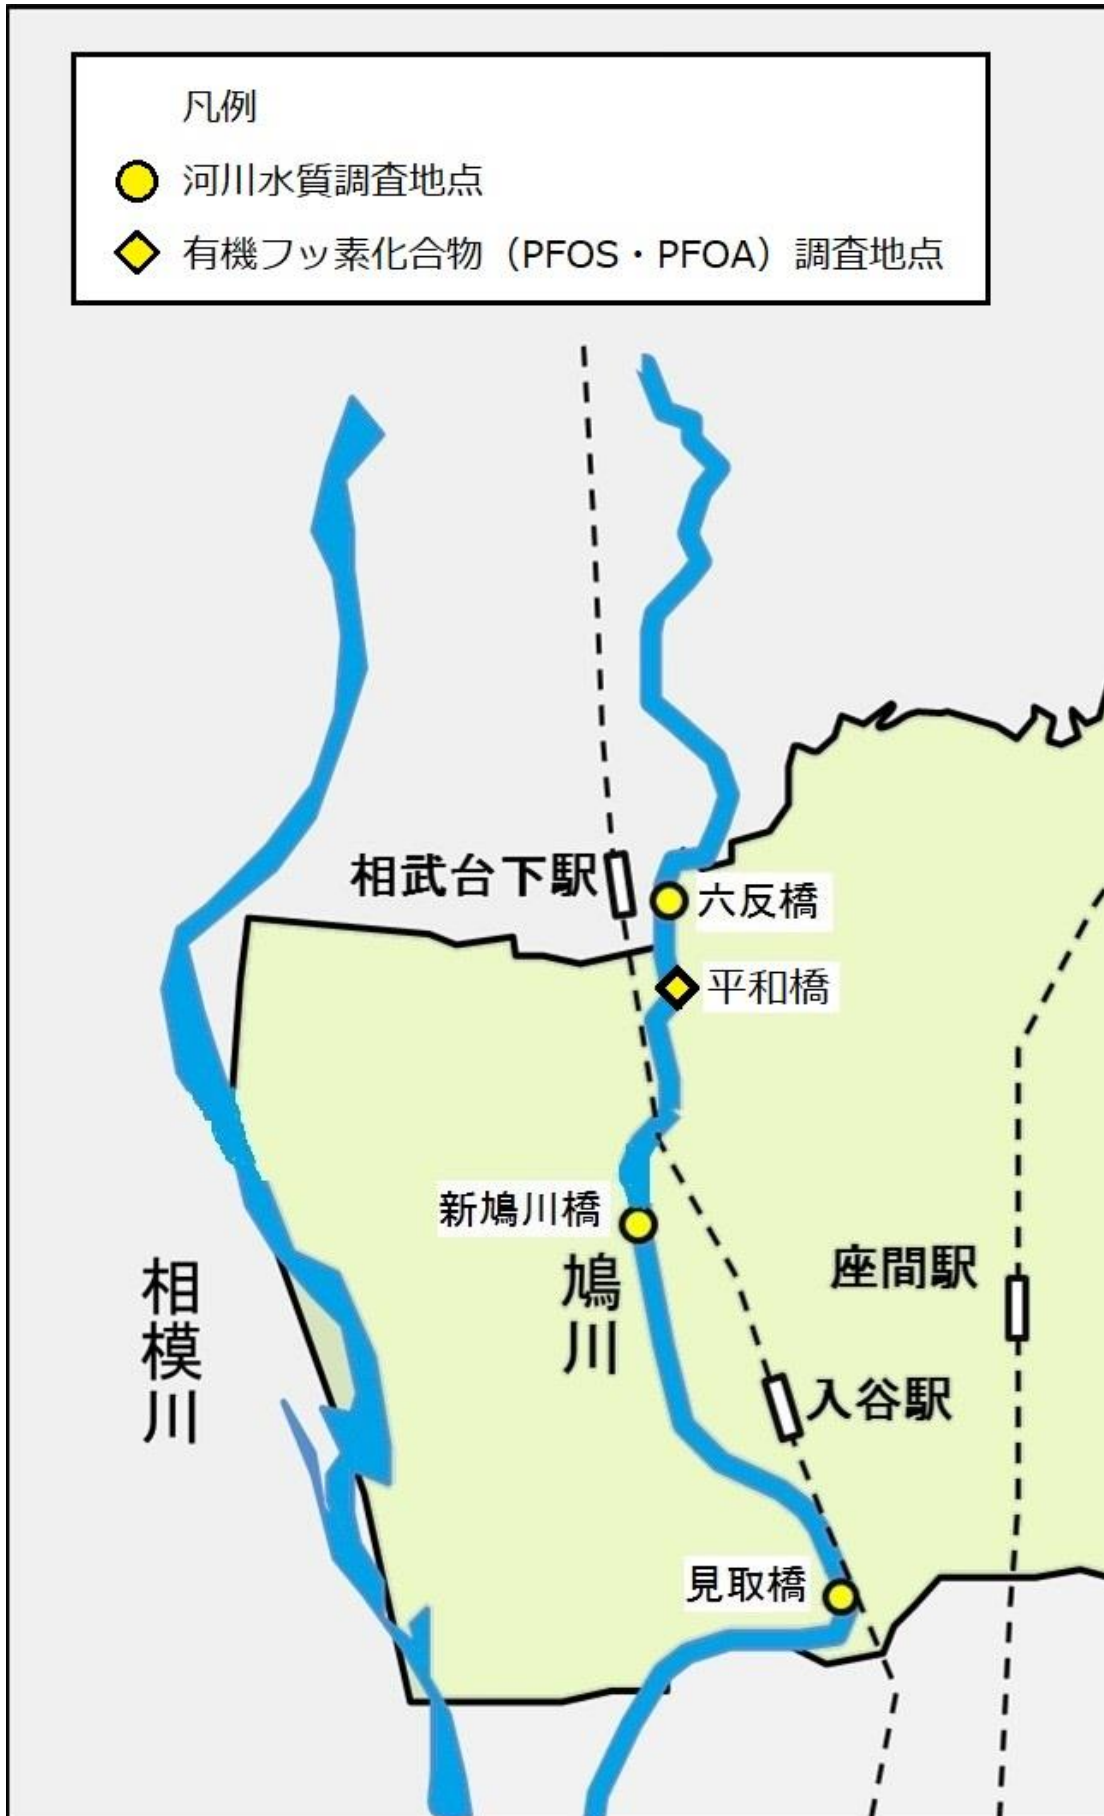 凡例
河川水質調査地点
有機フッ素化合物（PFOS・PFOA）調査地点
相武台下駅
六反橋
平和橋
新鳩川橋
鳩川
座間駅
相模川
入谷駅
見取橋